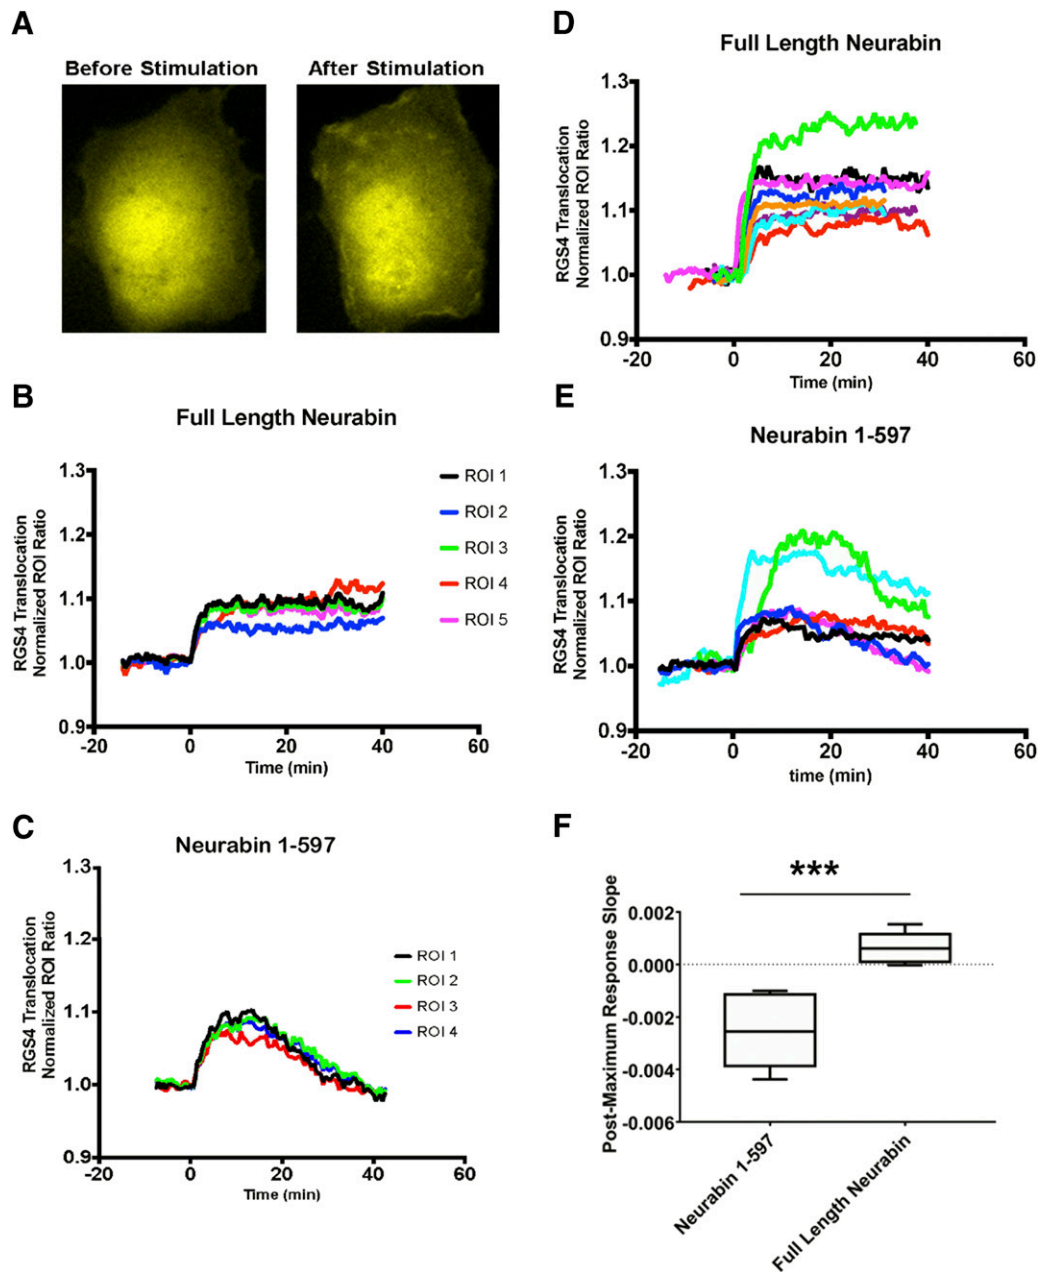 A
Before Stimulation
After Stimulation
B
Full Length Neurabin
RGS4 Translocation
Normalized ROI Ratio
1.3
1.2
1.1
1.0
0.9
-20
0
20
40
60
Time (min)
ROI 1
ROI 2
ROI 3
ROI 4
ROI 5
C
Neurabin 1-597
RGS4 Translocation
Normalized ROI Ratio
1.3
1.2
1.1
1.0
0.9
-20
0
20
40
60
Time (min)
ROI 1
ROI 2
ROI 3
ROI 4
D
Full Length Neurabin
RGS4 Translocation
Normalized ROI Ratio
1.3
1.2
1.1
1.0
0.9
-20
0
20
40
60
Time (min)
E
Neurabin 1-597
RGS4 Translocation
Normalized ROI Ratio
1.3
1.2
1.1
1.0
0.9
-20
0
20
40
60
time (min)
F
***
Post-Maximum Response Slope
0.002
0.000
-0.002
-0.004
-0.006
Neurabin 1-597
Full Length Neurabin